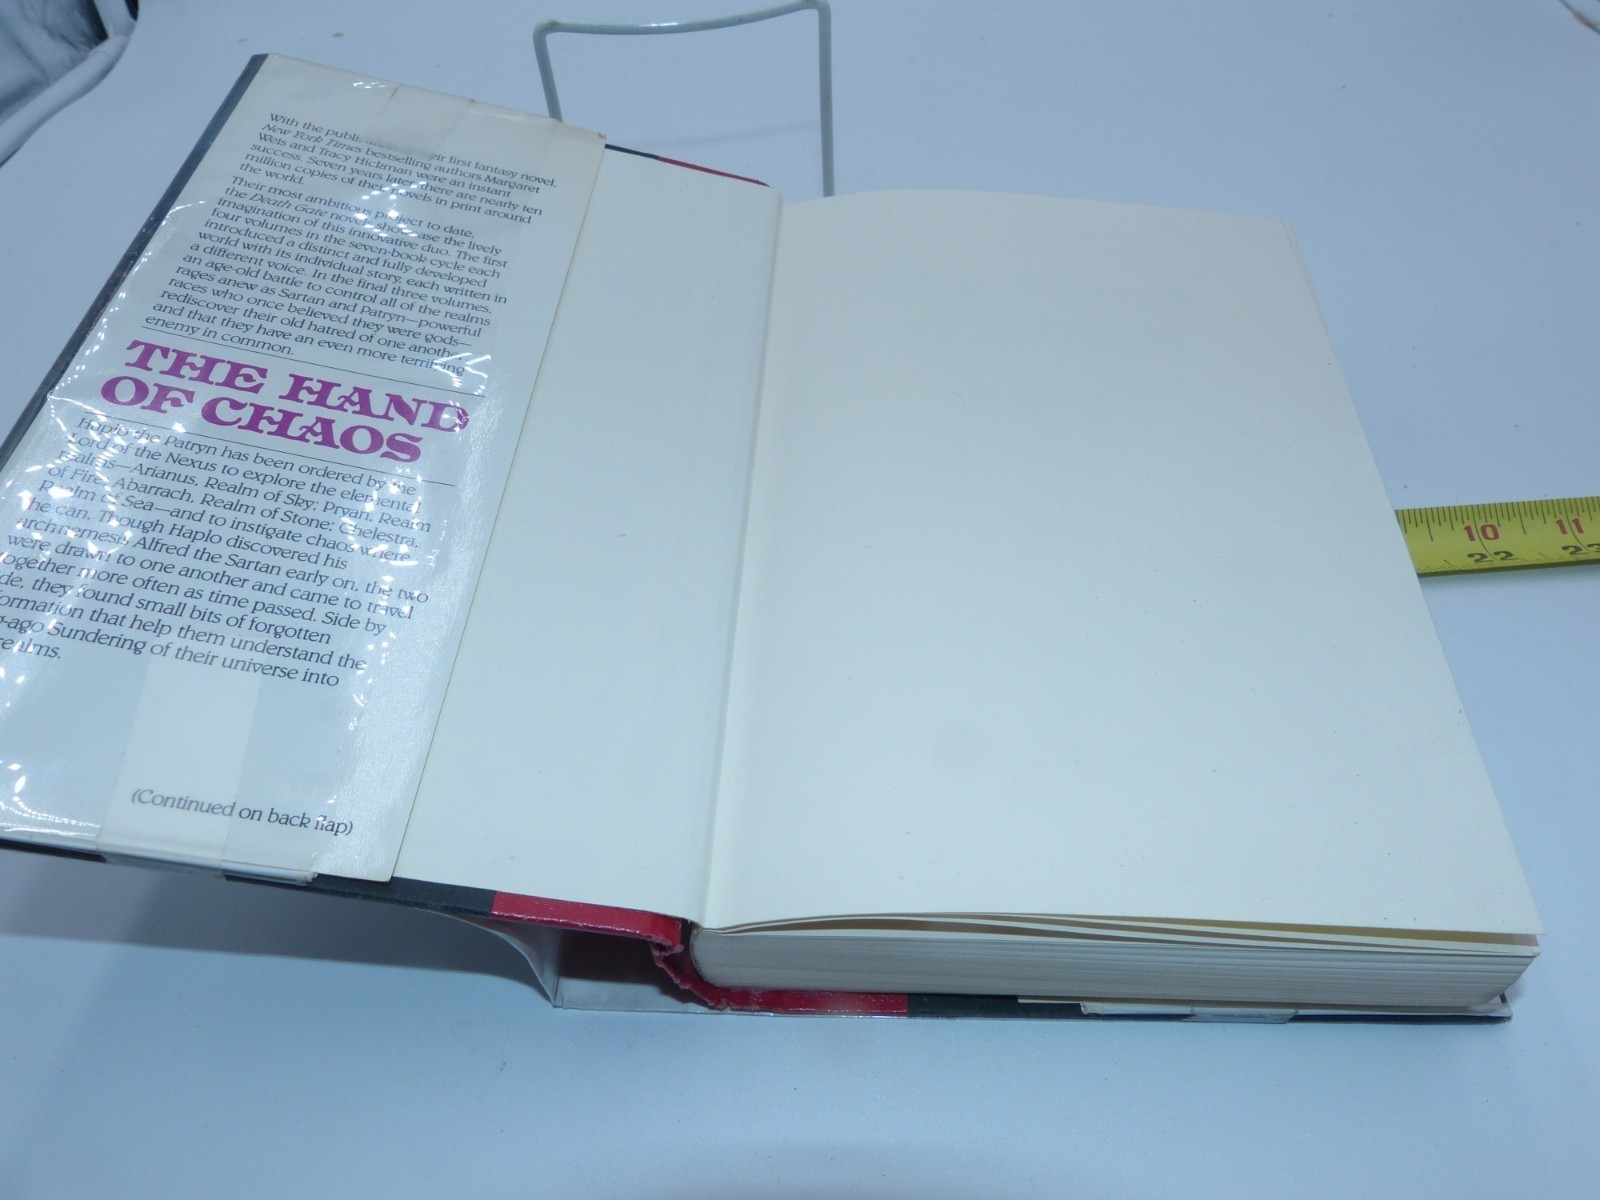 With the public their first fantasy novel,
New York Times bestselling authors Margaret
Weis and Tracy Hickman were an instant
success. Seven years later, there are nearly ten
million copies of their novels in print around
the world.
Their most ambitious project to date,
the Death Gate novels showcase the lively
imagination of this innovative duo. The first
four volumes in the seven-book cycle each
introduced a distinct and fully developed
world with its individual story, each written in
a different voice. In the final three volumes,
an age-old battle to control all of the realms
rages anew as Sartan and Patryn—powerful
races who once believed they were gods—
rediscover their old hatred of one another,
and that they have an even more terrifying
enemy in common.
THE HAND
OF CHAOS
Haplo the Patryn has been ordered by the
Lord of the Nexus to explore the elemental
realms—Arianus, Realm of Sky; Pryan, Realm
of Fire; Abarrach, Realm of Stone; Chelestra,
Realm of Sea—and to instigate chaos where
he can. Though Haplo discovered his
archnemesis Alfred the Sartan early on, the two
were drawn to one another and came to travel
together more often as time passed. Side by
de, they found small bits of forgotten
ormation that help them understand the
g-ago Sundering of their universe into
realms.
(Continued on back flap)
10 11
22 23